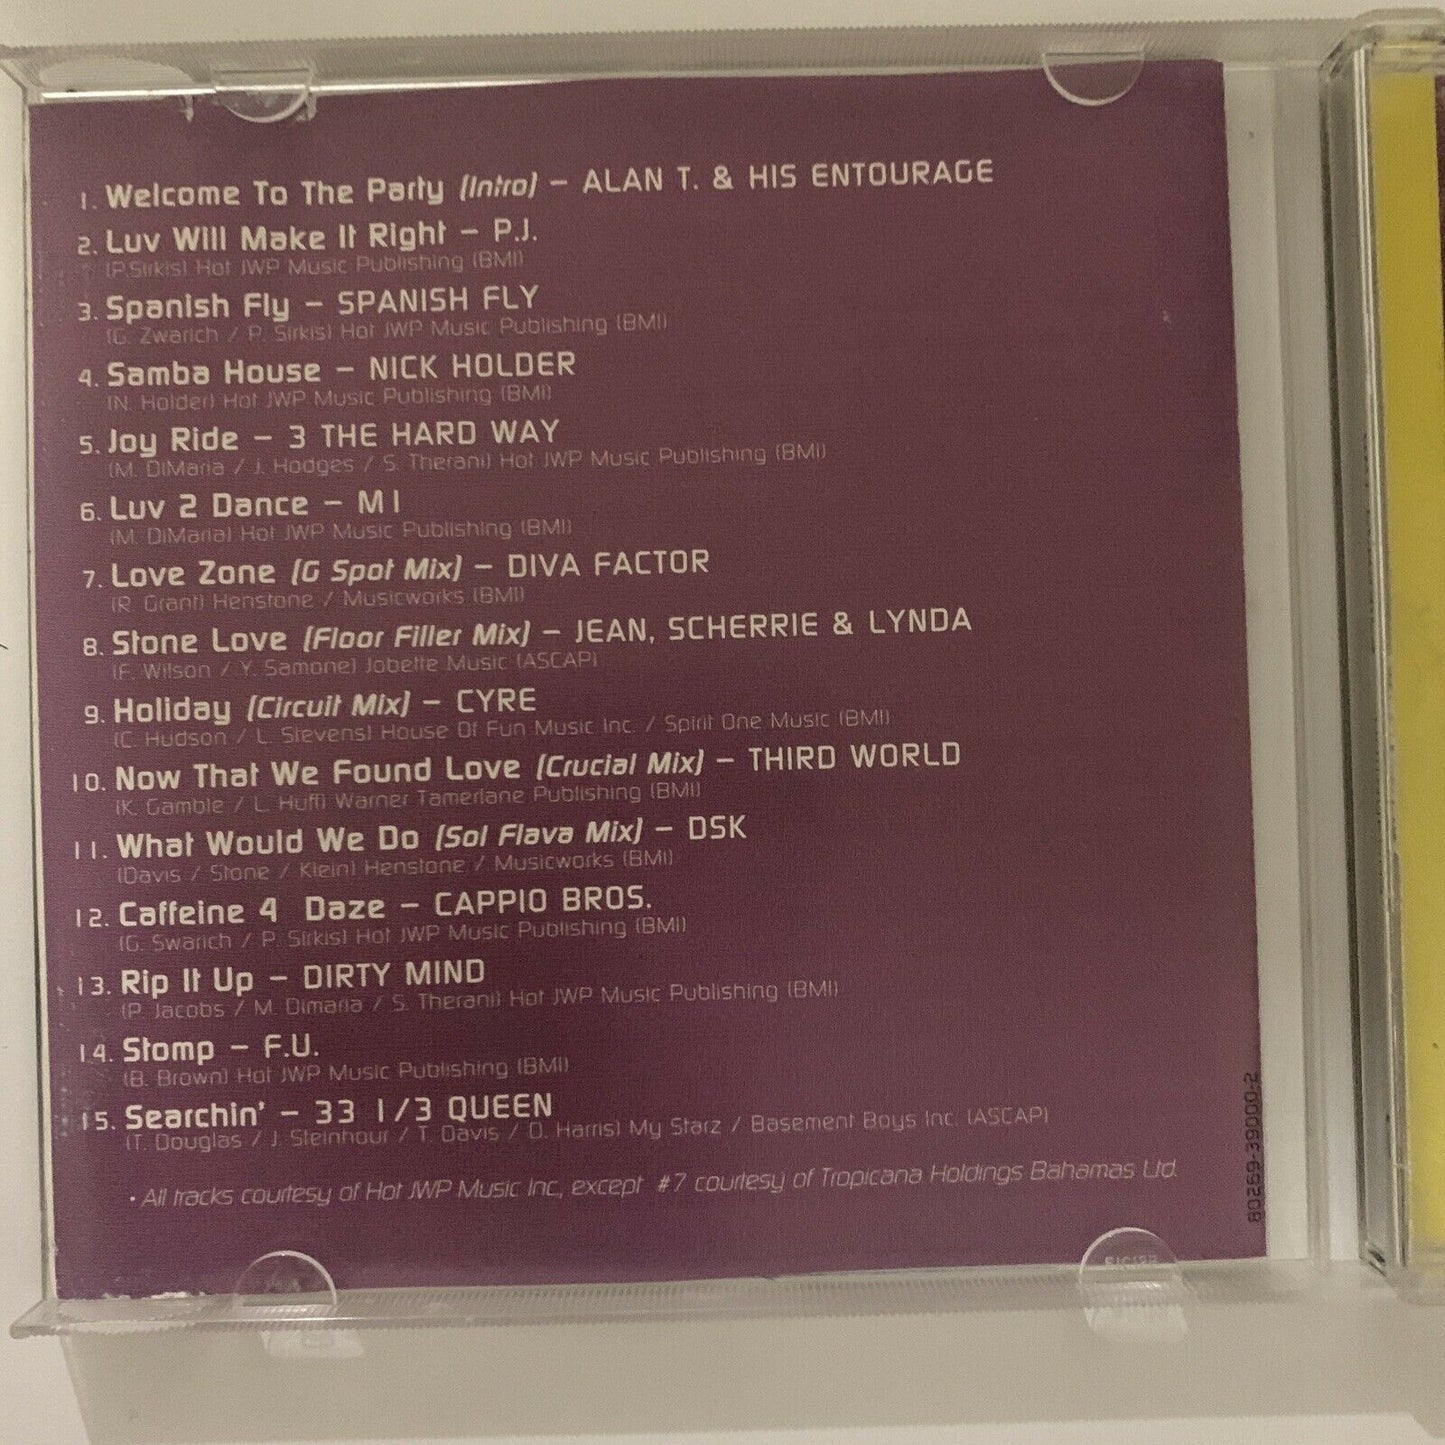 1. Welcome To The Party (Intro) – ALAN T. & HIS ENTOURAGE
2. Luv Will Make It Right – P.J.
(P.Sirkis) Hot JWP Music Publishing (BMI)
3. Spanish Fly – SPANISH FLY
(G. Zwarich / P. Sirkis) Hot JWP Music Publishing (BMI)
4. Samba House – NICK HOLDER
(N. Holder) Hot JWP Music Publishing (BMI)
5. Joy Ride – 3 THE HARD WAY
(M. DiMaria / J. Hodges / S. Therani) Hot JWP Music Publishing (BMI)
6. Luv 2 Dance – M1
(M. DiMaria) Hot JWP Music Publishing (BMI)
7. Love Zone (G Spot Mix) – DIVA FACTOR
(R. Grant) Henstone / Musicworks (BMI)
8. Stone Love (Floor Filler Mix) – JEAN, SCHERRIE & LYNDA
(F. Wilson / Y. Samone) Jobette Music (ASCAP)
9. Holiday (Circuit Mix) – CYRE
(C. Hudson / L. Stevens) House Of Fun Music Inc. / Spirit One Music (BMI)
10. Now That We Found Love (Crucial Mix) – THIRD WORLD
(K. Gamble / L. Huff) Warner Tamerlane Publishing (BMI)
11. What Would We Do (Sol Flava Mix) – DSK
(Davis / Stone / Klein) Henstone / Musicworks (BMI)
12. Caffeine 4 Daze – CAPPIO BROS.
(G. Swarich / P. Sirkis) Hot JWP Music Publishing (BMI)
13. Rip It Up – DIRTY MIND
(P. Jacobs / M. Dimaria / S. Therani) Hot JWP Music Publishing (BMI)
14. Stomp – F.U.
(B. Brown) Hot JWP Music Publishing (BMI)
15. Searchin' – 33 1/3 QUEEN
(T. Douglas / J. Steinhour / T. Davis / D. Harris) My Starz / Basement Boys Inc. (ASCAP)
• All tracks courtesy of Hot JWP Music Inc, except #7 courtesy of Tropicana Holdings Bahamas Ltd.
80269-39000-2